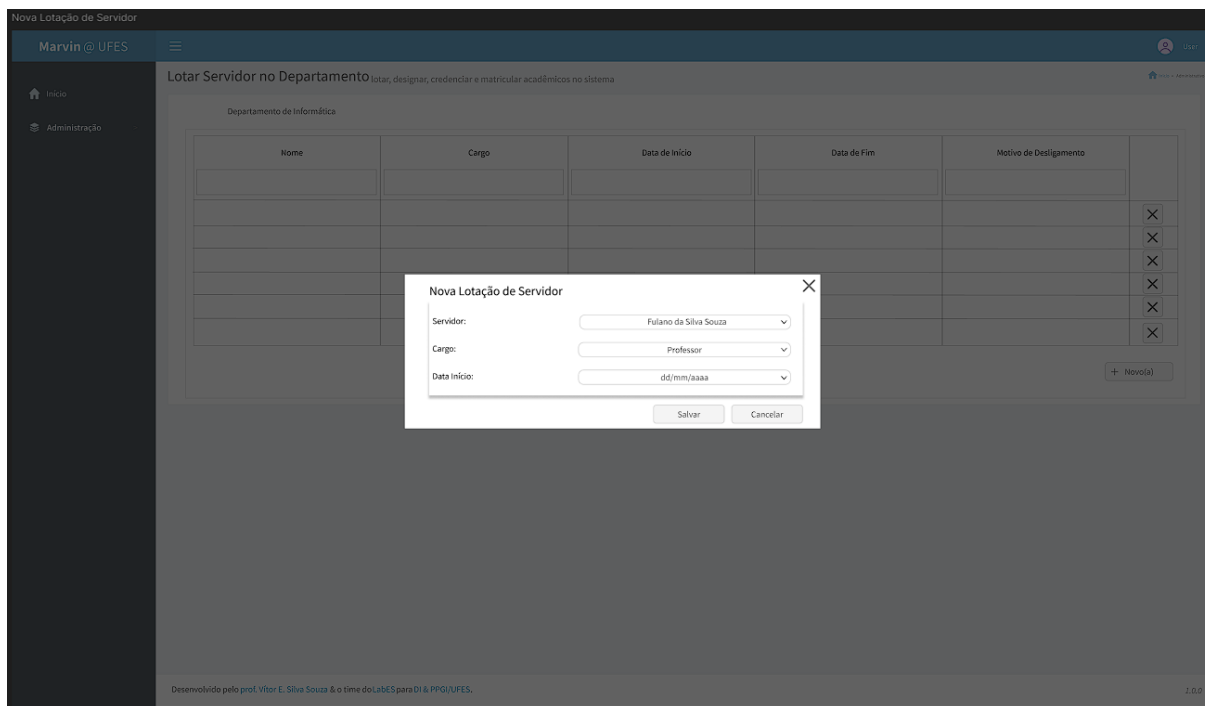 Nova Lotação de Servidor
Marvin @ UFES
User
Lotar Servidor no Departamento lotar, designar, credenciar e matricular acadêmicos no sistema
Início
Administração
Departamento de Informática
Nome Cargo Data de Início Data de Fim Motivo de Desligamento
Nova Lotação de Servidor
Servidor: Fulano da Silva Souza
Cargo: Professor
Data Início: dd/mm/aaaa
Salvar Cancelar
+ Novo(a)
Desenvolvido pelo prof. Vítor E. Silva Souza & o time do LabES para DI & PPGI/UFES. 1.0.0